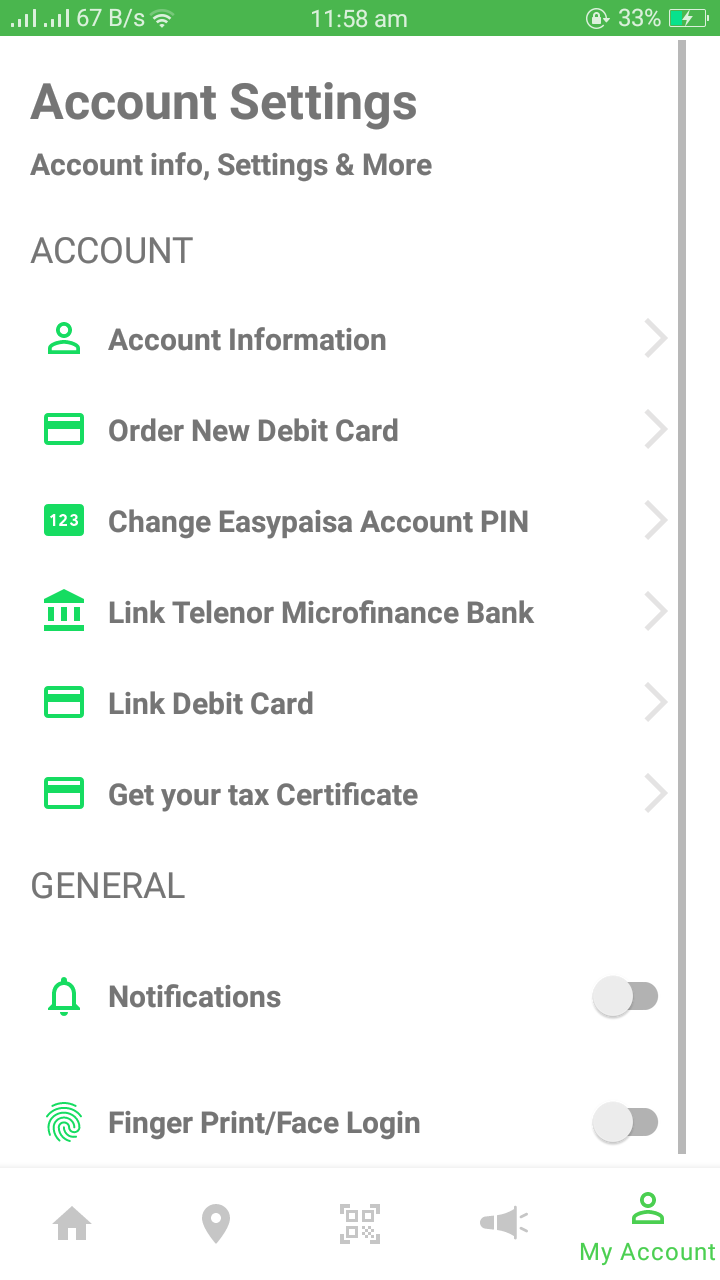 67 B/s 11:58 am 33%
Account Settings
Account info, Settings & More
ACCOUNT
Account Information
Order New Debit Card
123 Change Easypaisa Account PIN
Link Telenor Microfinance Bank
Link Debit Card
Get your tax Certificate
GENERAL
Notifications
Finger Print/Face Login
My Account